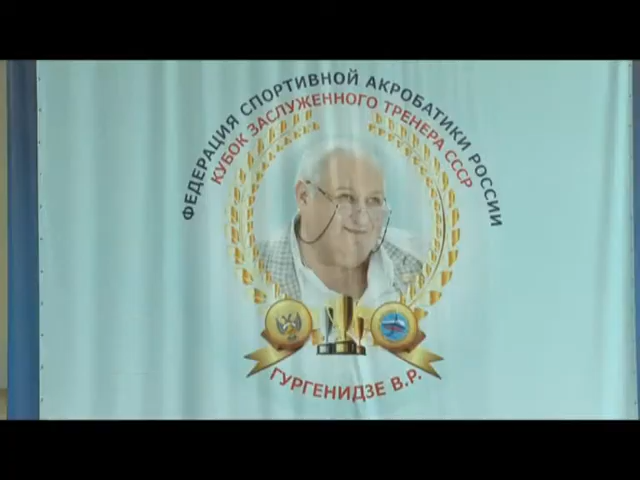 ФЕДЕРАЦИЯ СПОРТИВНОЙ АКРОБАТИКИ РОССИИ
КУБОК ЗАСЛУЖЕННОГО ТРЕНЕРА СССР
ГУРГЕНИДЗЕ В.Р.